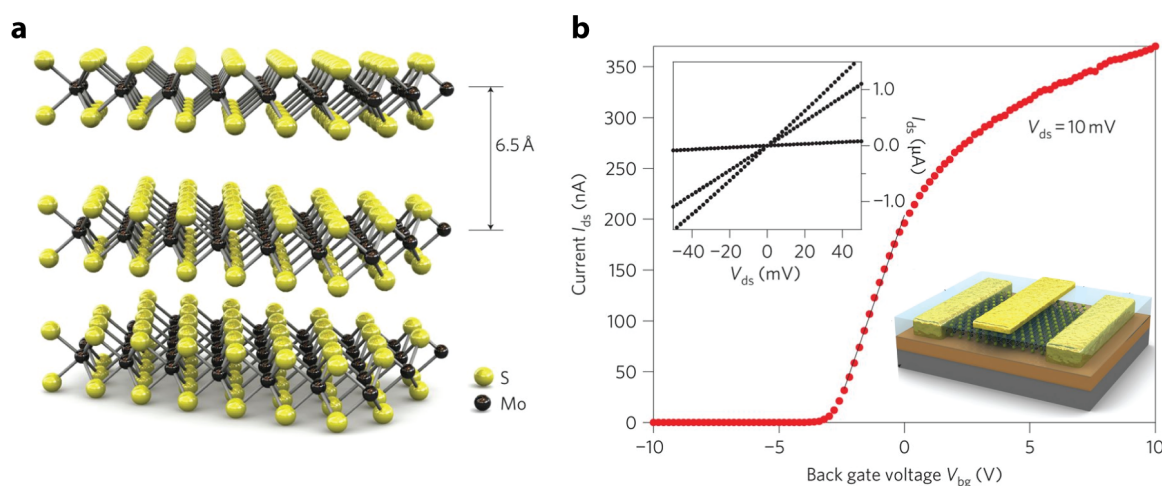 a
6.5 Å
S
Mo
b
350
300
250
200
150
100
50
0
Current I_ds (nA)
−10
−5
0
5
10
Back gate voltage V_bg (V)
V_ds = 10 mV
1.0
0.0
−1.0
I_ds (μA)
−40
−20
0
20
40
V_ds (mV)